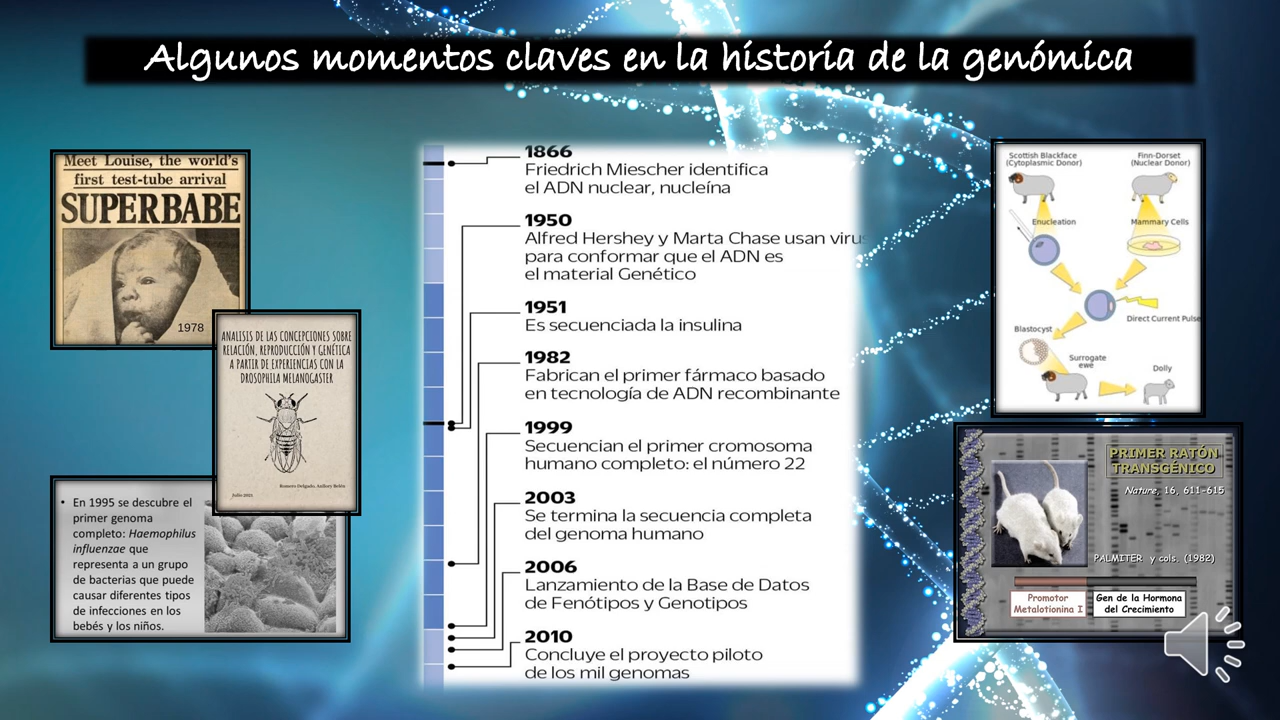 Algunos momentos claves en la historia de la genómica
Meet Louise, the world's
first test-tube arrival
SUPERBABE
1978
ANALISIS DE LAS CONCEPCIONES SOBRE
RELACIÓN, REPRODUCCIÓN Y GENÉTICA
A PARTIR DE EXPERIENCIAS CON LA
DROSOPHILA MELANOGASTER
Romero Delgado, Anthory Belén
Julio 2021
• En 1995 se descubre el
primer genoma
completo: Haemophilus
influenzae que
representa a un grupo
de bacterias que puede
causar diferentes tipos
de infecciones en los
bebés y los niños.
1866
Friedrich Miescher identifica
el ADN nuclear, nucleína
1950
Alfred Hershey y Marta Chase usan virus
para conformar que el ADN es
el material Genético
1951
Es secuenciada la insulina
1982
Fabrican el primer fármaco basado
en tecnología de ADN recombinante
1999
Secuencian el primer cromosoma
humano completo: el número 22
2003
Se termina la secuencia completa
del genoma humano
2006
Lanzamiento de la Base de Datos
de Fenótipos y Genotipos
2010
Concluye el proyecto piloto
de los mil genomas
Scottish Blackface
(Cytoplasmic Donor)
Finn-Dorset
(Nuclear Donor)
Enucleation
Mammary Cells
Direct Current Pulse
Blastocyst
Surrogate
ewe
Dolly
PRIMER RATÓN
TRANSGÉNICO
Nature, 16, 611-615
PALMITER y cols. (1982)
Promotor
Metalotionina I
Gen de la Hormona
del Crecimiento